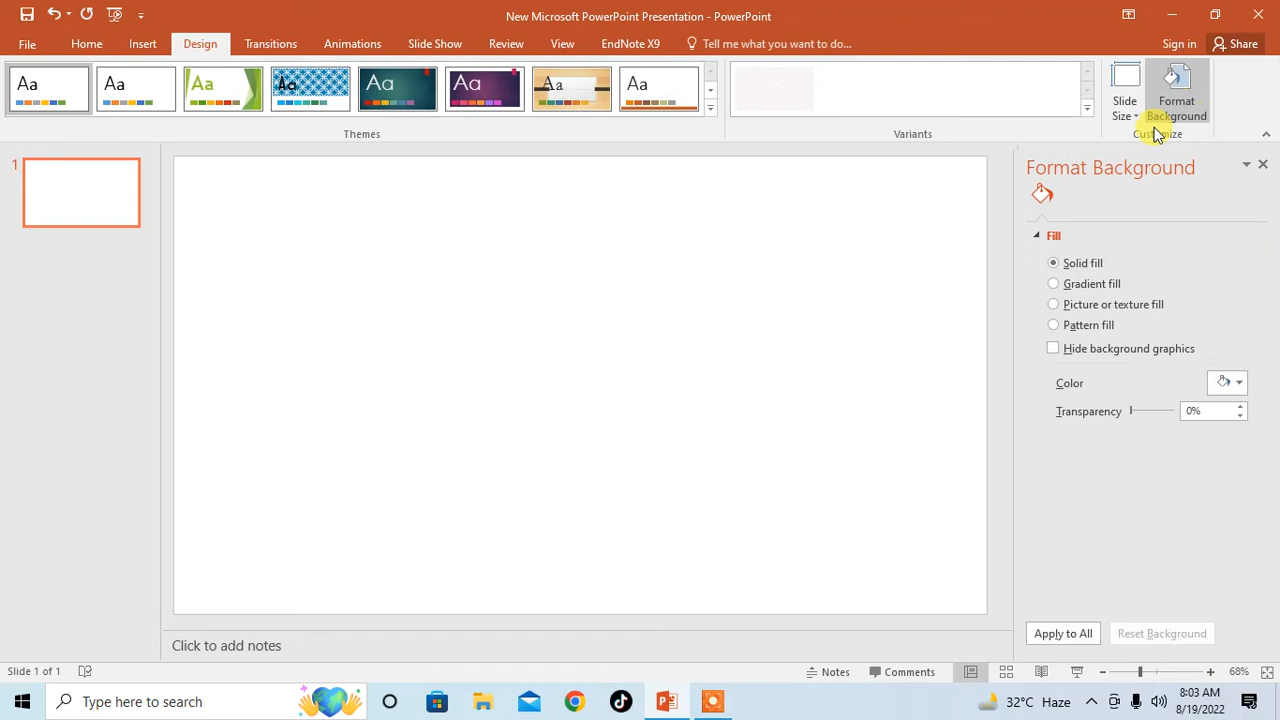 New Microsoft PowerPoint Presentation - PowerPoint
File Home Insert Design Transitions Animations Slide Show Review View EndNote X9 Tell me what you want to do... Sign in Share
Aa Aa Aa Aa Aa Aa Aa Aa
Slide Size
Format Background
Themes Variants Customize
1
Format Background
Fill
Solid fill
Gradient fill
Picture or texture fill
Pattern fill
Hide background graphics
Color
Transparency 0%
Apply to All Reset Background
Click to add notes
Slide 1 of 1 Notes Comments 68%
Type here to search 32°C Haze 8:03 AM
8/19/2022